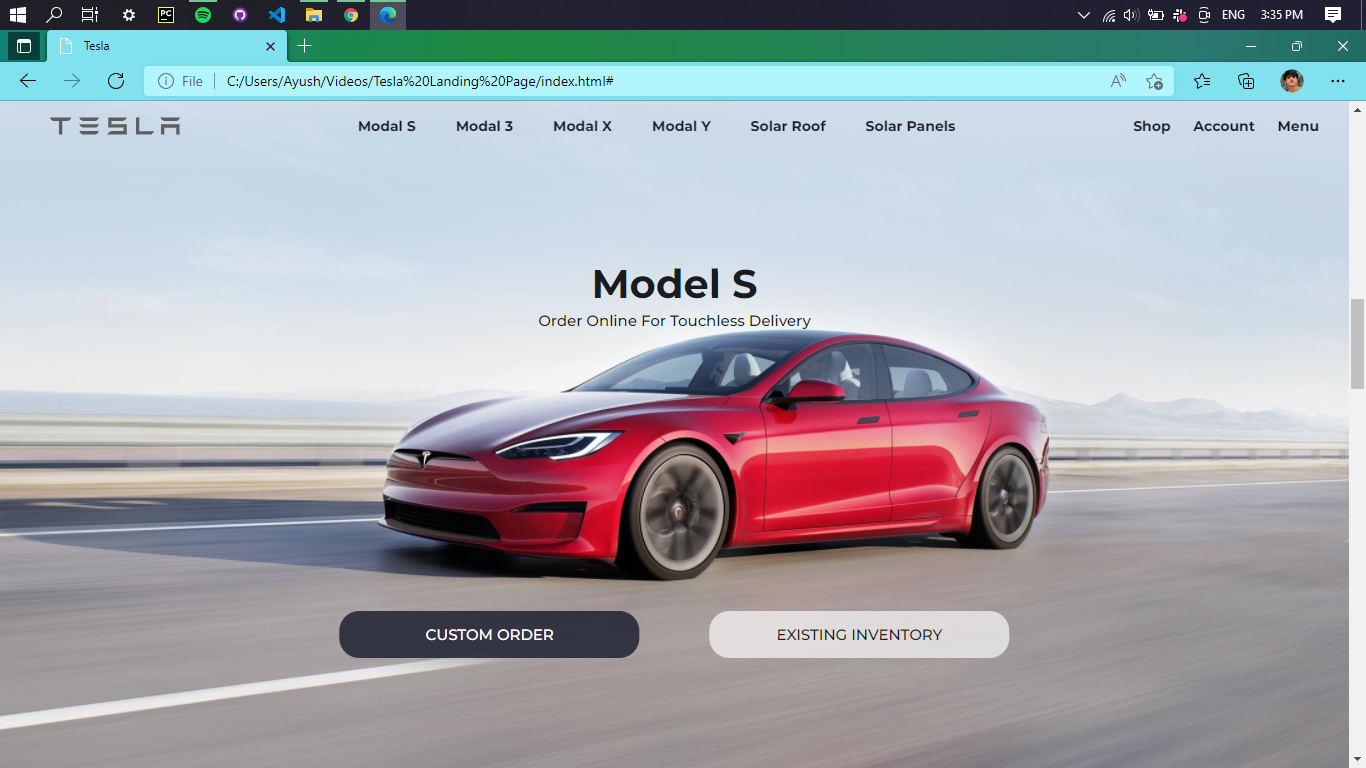 PC
ENG
3:35 PM
Tesla
File
C:/Users/Ayush/Videos/Tesla%20Landing%20Page/index.html#
TESLA
Modal S
Modal 3
Modal X
Modal Y
Solar Roof
Solar Panels
Shop
Account
Menu
Model S
Order Online For Touchless Delivery
CUSTOM ORDER
EXISTING INVENTORY